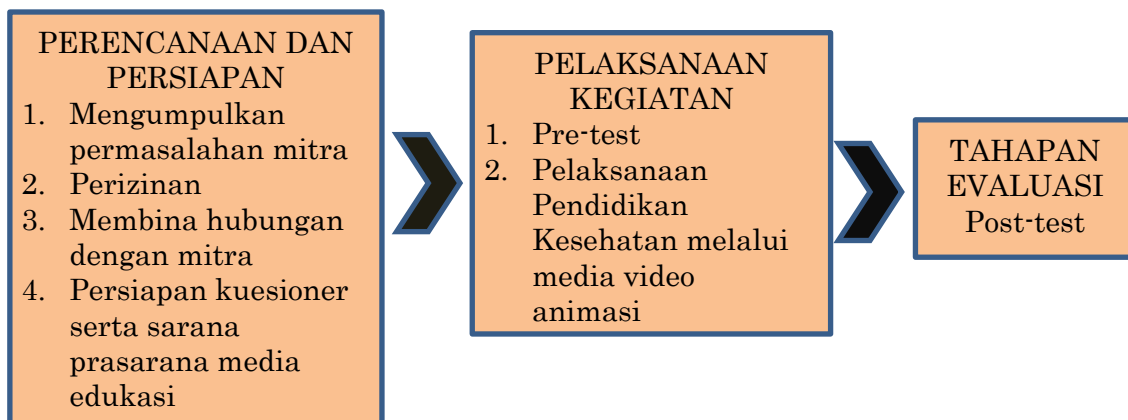 PERENCANAAN DAN
PERSIAPAN
1. Mengumpulkan
permasalahan mitra
2. Perizinan
3. Membina hubungan
dengan mitra
4. Persiapan kuesioner
serta sarana
prasarana media
edukasi
PELAKSANAAN
KEGIATAN
1. Pre-test
2. Pelaksanaan
Pendidikan
Kesehatan melalui
media video
animasi
TAHAPAN
EVALUASI
Post-test